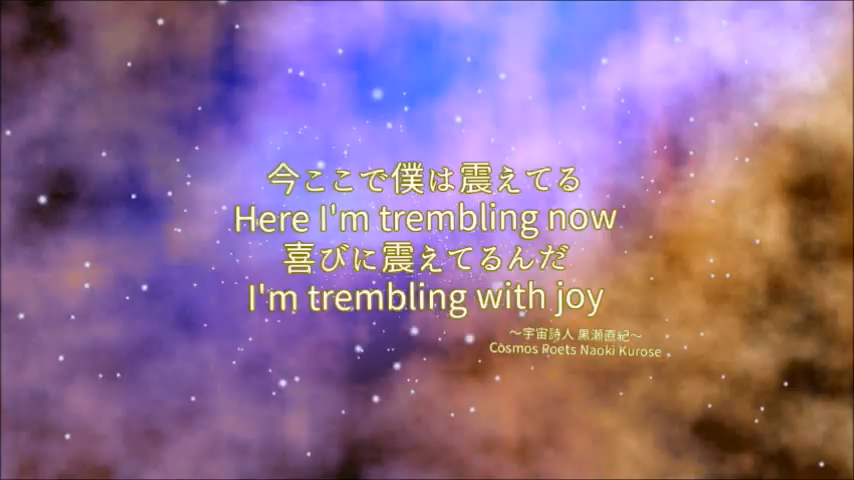 今ここで僕は震えてる
Here I'm trembling now
喜びに震えてるんだ
I'm trembling with joy
～宇宙詩人 黒瀬直紀～
Cosmos Poets Naoki Kurose